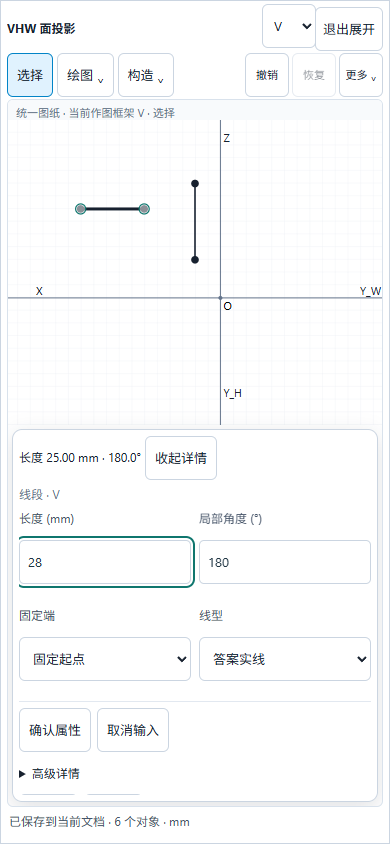 VHW 面投影
V
退出展开
选择
绘图
构造
撤销
恢复
更多
统一图纸 · 当前作图框架 V · 选择
Z
X
Y_W
O
Y_H
长度 25.00 mm · 180.0°
收起详情
线段 · V
长度 (mm)
局部角度 (°)
28
180
固定端
线型
固定起点
答案实线
确认属性
取消输入
高级详情
已保存到当前文档 · 6 个对象 · mm